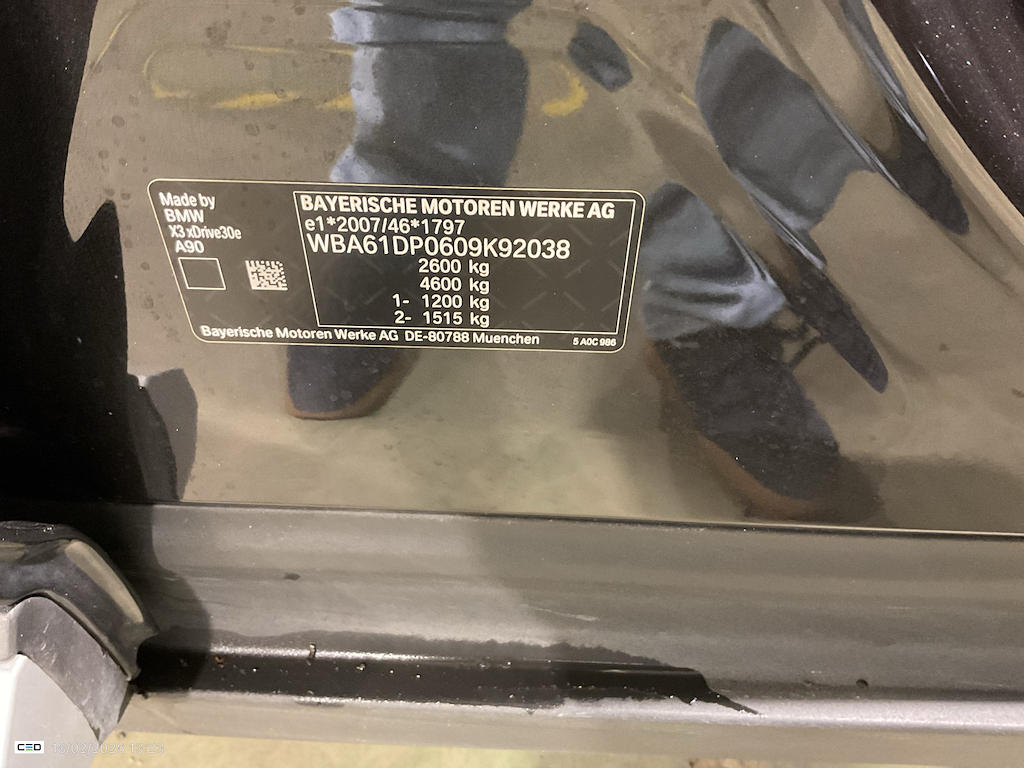 Made by
BMW
X3 xDrive30e
A90
BAYERISCHE MOTOREN WERKE AG
e1*2007/46*1797
WBA61DP0609K92038
2600 kg
4600 kg
1- 1200 kg
2- 1515 kg
Bayerische Motoren Werke AG DE-80788 Muenchen
5 A0C 986